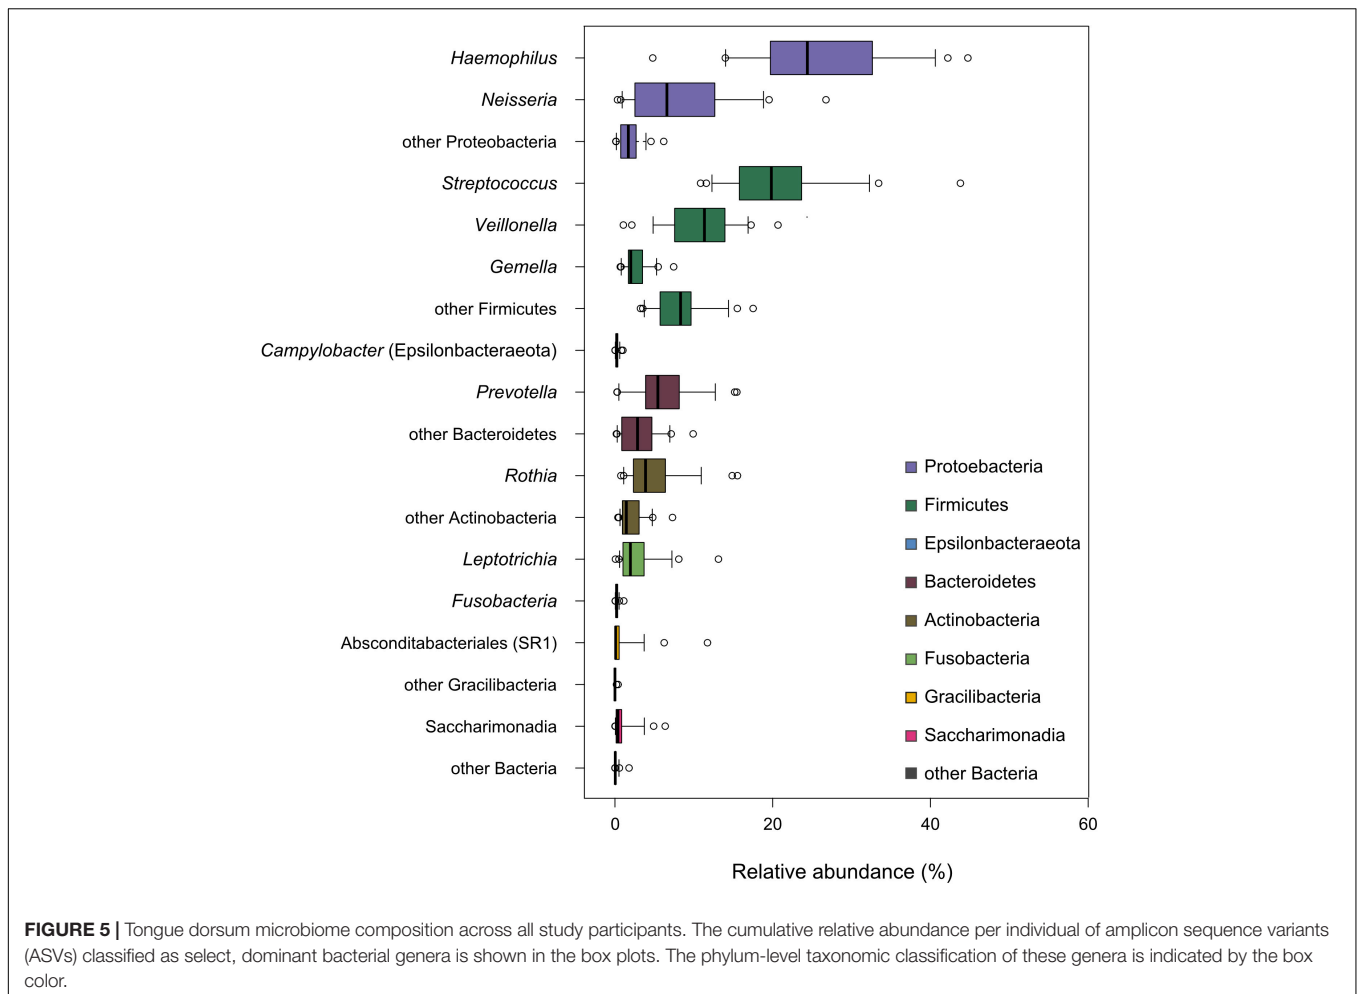 Haemophilus
Neisseria
other Proteobacteria
Streptococcus
Veillonella
Gemella
other Firmicutes
Campylobacter (Epsilonbacteraeota)
Prevotella
other Bacteroidetes
Rothia
other Actinobacteria
Leptotrichia
Fusobacteria
Absconditabacteriales (SR1)
other Gracilibacteria
Saccharimonadia
other Bacteria
Protoebacteria
Firmicutes
Epsilonbacteraeota
Bacteroidetes
Actinobacteria
Fusobacteria
Gracilibacteria
Saccharimonadia
other Bacteria
0 20 40 60
Relative abundance (%)
FIGURE 5 | Tongue dorsum microbiome composition across all study participants. The cumulative relative abundance per individual of amplicon sequence variants
(ASVs) classified as select, dominant bacterial genera is shown in the box plots. The phylum-level taxonomic classification of these genera is indicated by the box
color.